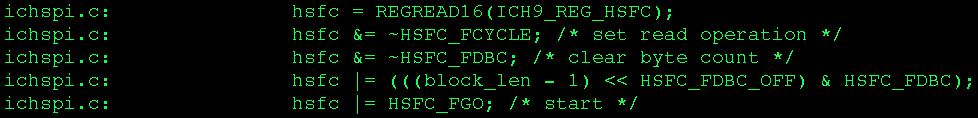 ichspi.c:                hsfc = REGREAD16(ICH9_REG_HSFC);
ichspi.c:                hsfc &= ~HSFC_FCYCLE; /* set read operation */
ichspi.c:                hsfc &= ~HSFC_FDBC; /* clear byte count */
ichspi.c:                hsfc |= (((block_len - 1) << HSFC_FDBC_OFF) & HSFC_FDBC);
ichspi.c:                hsfc |= HSFC_FGO; /* start */